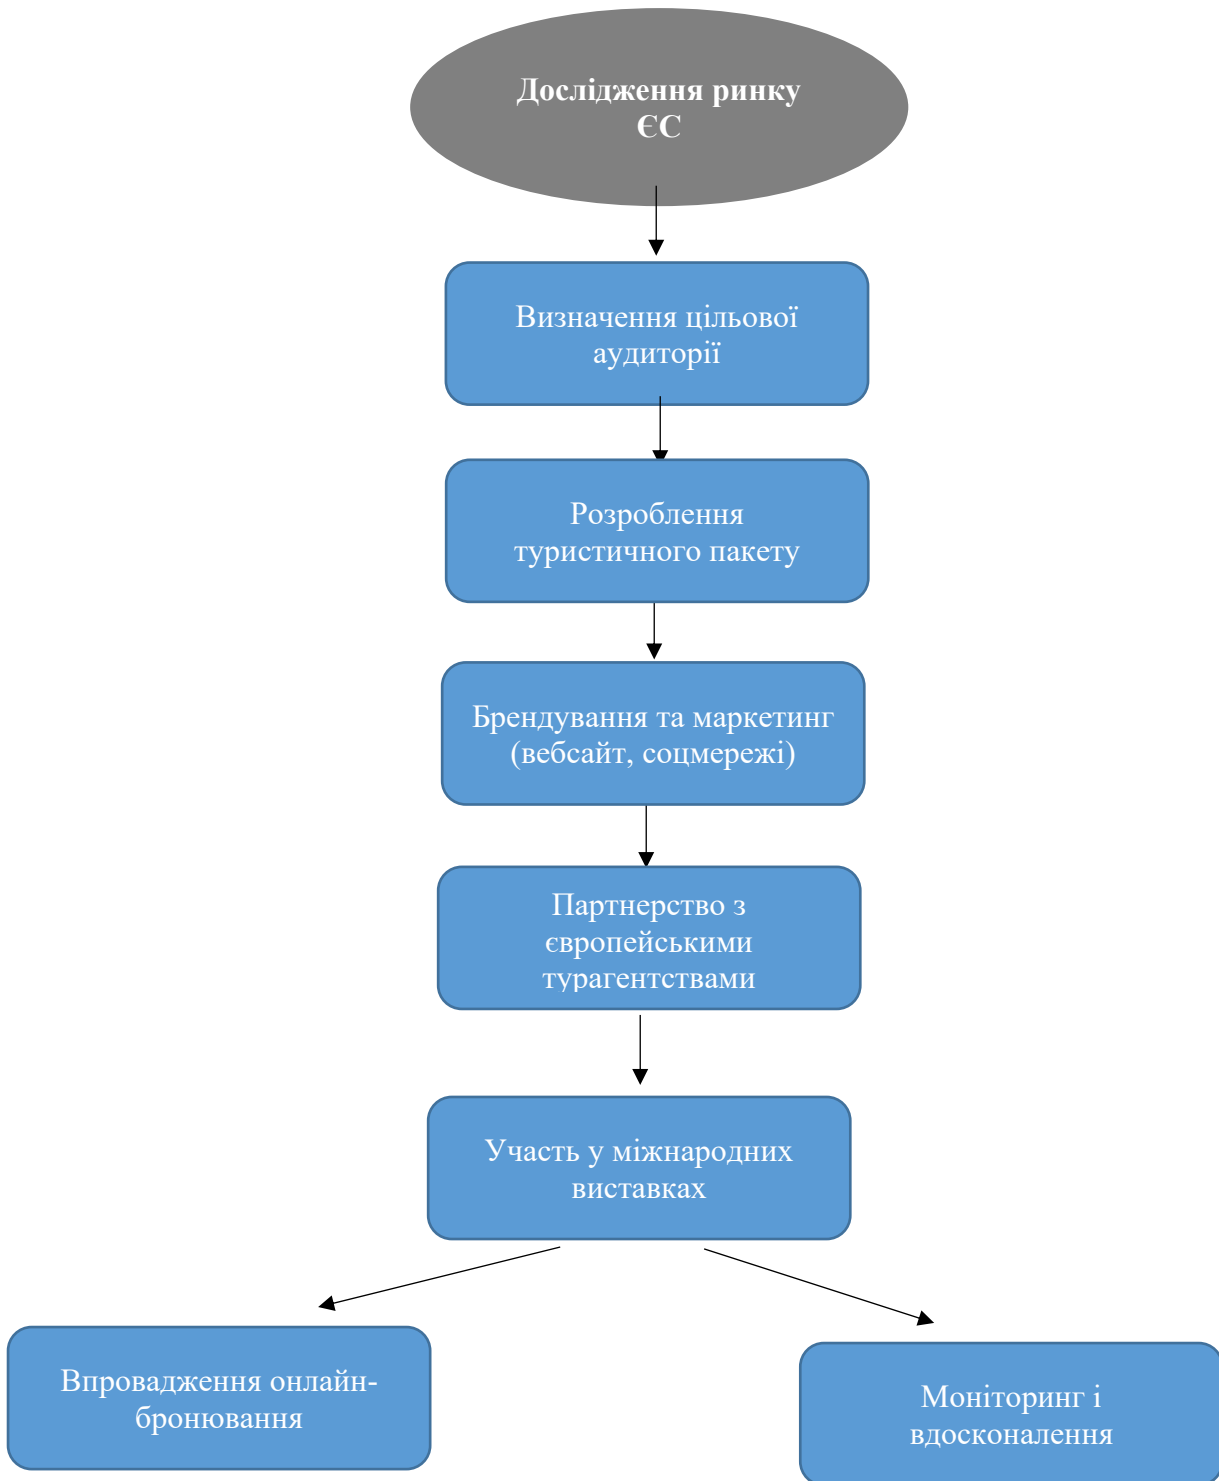 Дослідження ринку
ЄС
Визначення цільової
аудиторії
Розроблення
туристичного пакету
Брендування та маркетинг
(вебсайт, соцмережі)
Партнерство з
європейськими
турагентствами
Участь у міжнародних
виставках
Впровадження онлайн-
бронювання
Моніторинг і
вдосконалення